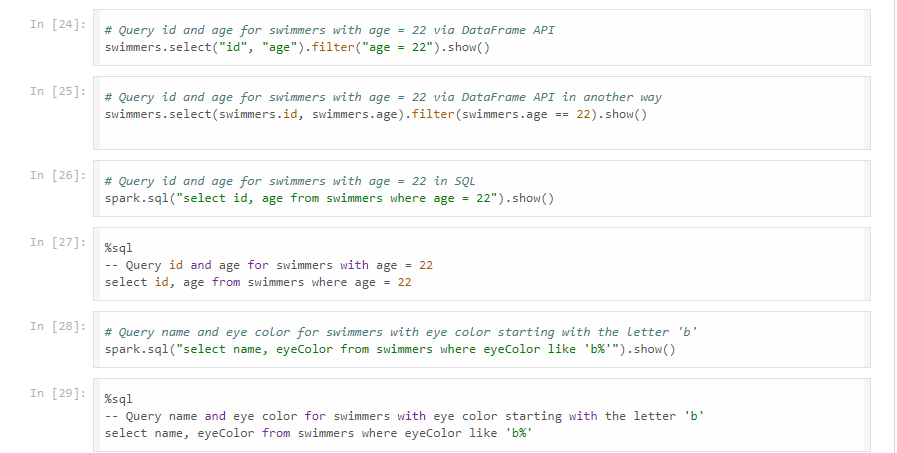 In [24]:
# Query id and age for swimmers with age = 22 via DataFrame API
swimmers.select("id", "age").filter("age = 22").show()
In [25]:
# Query id and age for swimmers with age = 22 via DataFrame API in another way
swimmers.select(swimmers.id, swimmers.age).filter(swimmers.age == 22).show()
In [26]:
# Query id and age for swimmers with age = 22 in SQL
spark.sql("select id, age from swimmers where age = 22").show()
In [27]:
%sql
-- Query id and age for swimmers with age = 22
select id, age from swimmers where age = 22
In [28]:
# Query name and eye color for swimmers with eye color starting with the letter 'b'
spark.sql("select name, eyeColor from swimmers where eyeColor like 'b%'").show()
In [29]:
%sql
-- Query name and eye color for swimmers with eye color starting with the letter 'b'
select name, eyeColor from swimmers where eyeColor like 'b%'